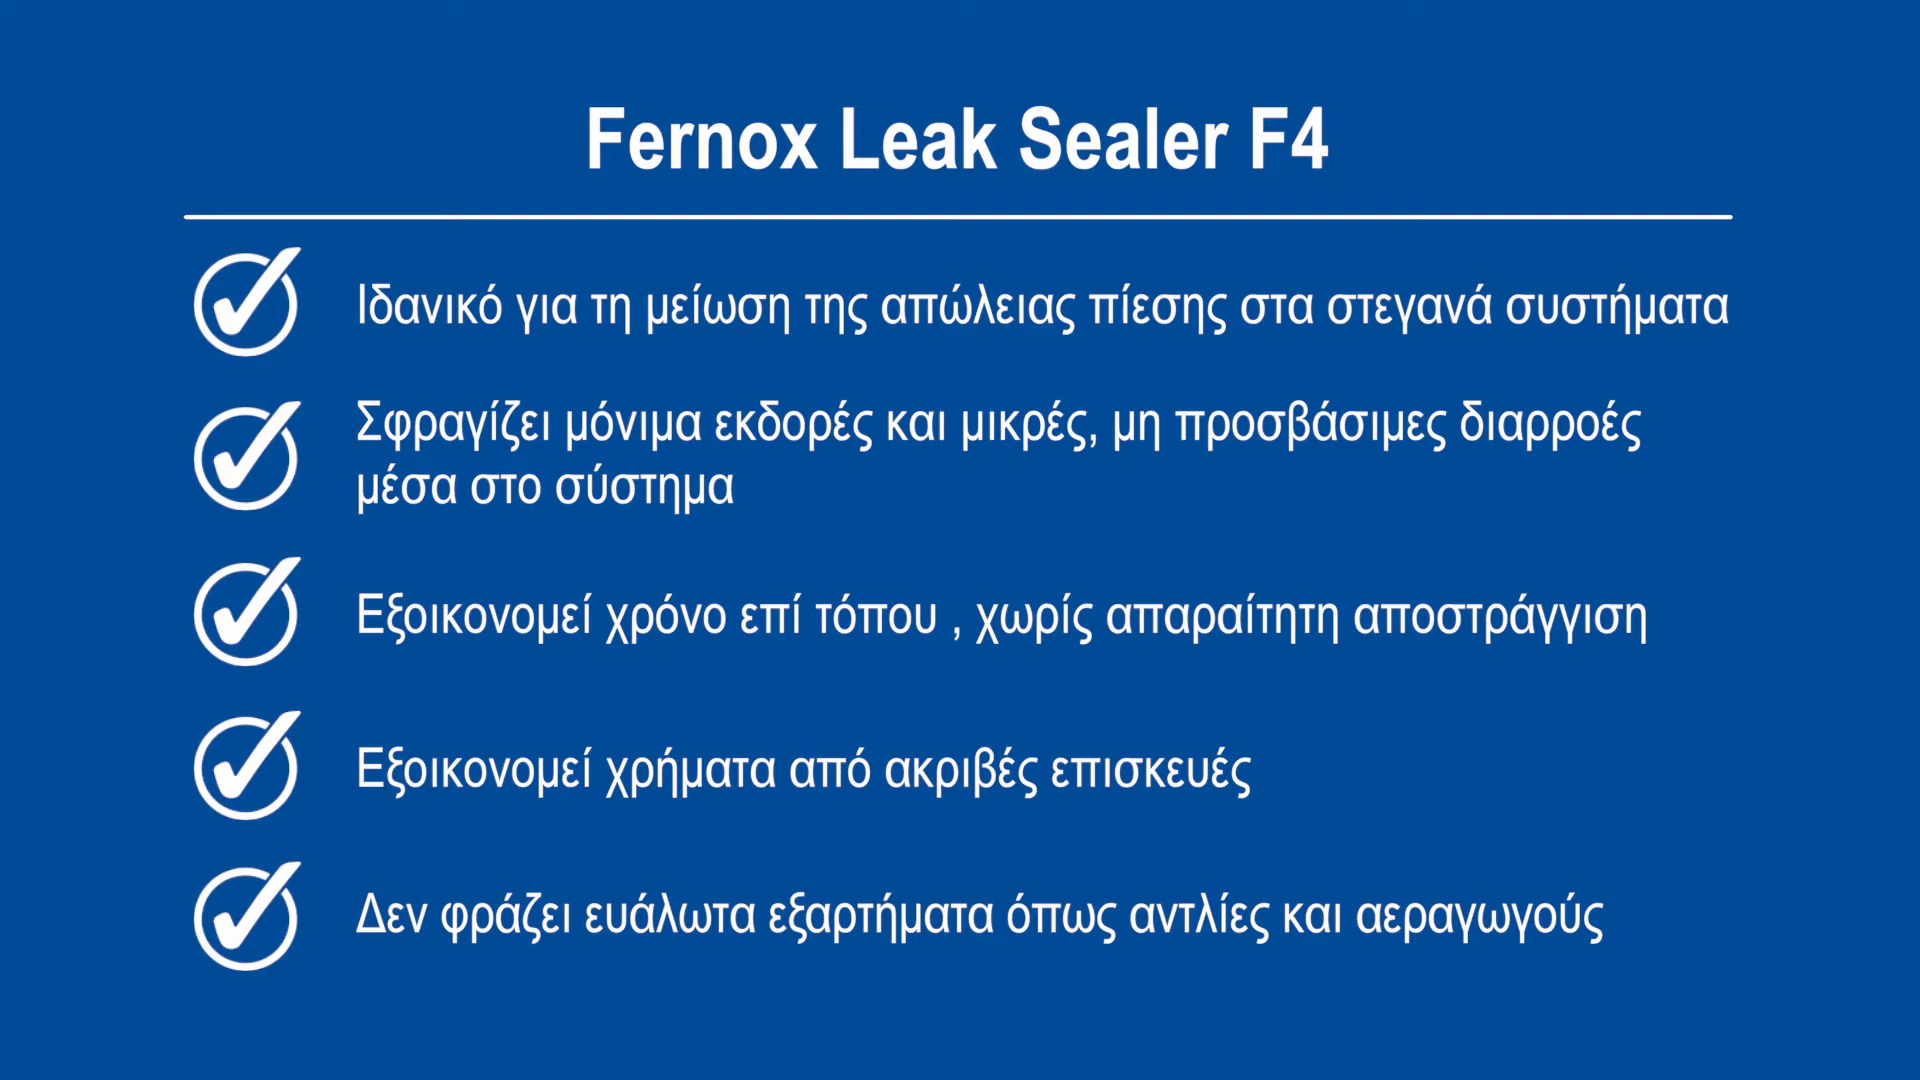 Fernox Leak Sealer F4
Ιδανικό για τη μείωση της απώλειας πίεσης στα στεγανά συστήματα
Σφραγίζει μόνιμα εκδορές και μικρές, μη προσβάσιμες διαρροές
μέσα στο σύστημα
Εξοικονομεί χρόνο επί τόπου , χωρίς απαραίτητη αποστράγγιση
Εξοικονομεί χρήματα από ακριβές επισκευές
Δεν φράζει ευάλωτα εξαρτήματα όπως αντλίες και αεραγωγούς